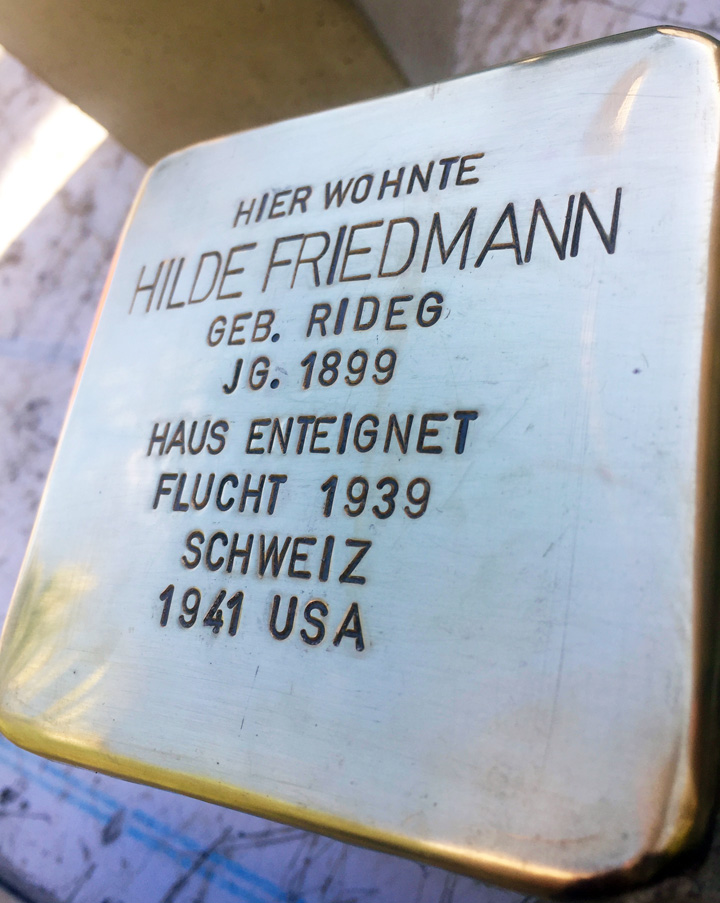 HIER WOHNTE
HILDE FRIEDMANN
GEB. RIDEG
JG. 1899
HAUS ENTEIGNET
FLUCHT 1939
SCHWEIZ
1941 USA